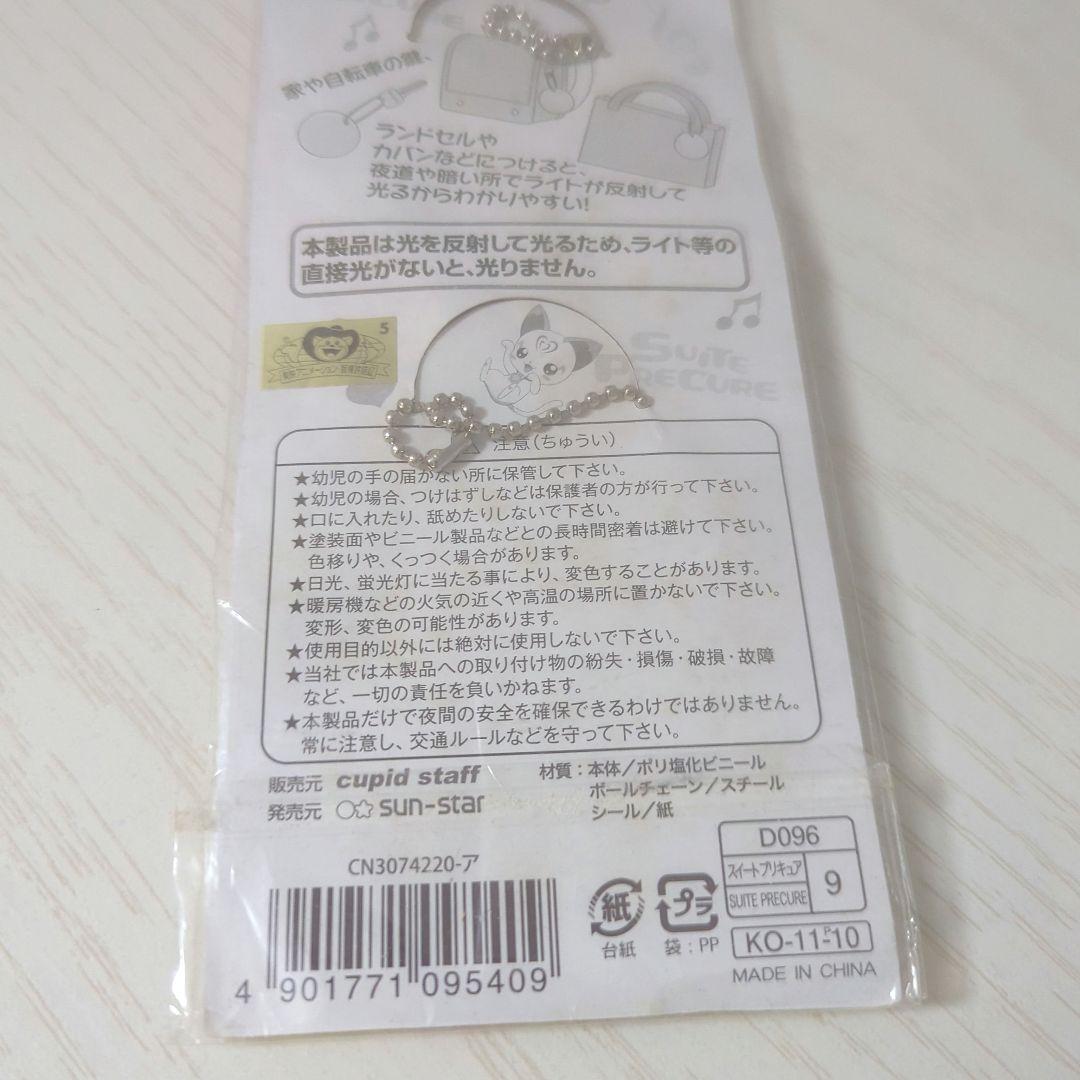 家や自転車の鍵、
ランドセルや
カバンなどにつけると、
夜道や暗い所でライトが反射して
光るからわかりやすい!
本製品は光を反射して光るため、ライト等の
直接光がないと、光りません。
5
SUITE
PRECURE
注意(ちゅうい)
★幼児の手の届かない所に保管して下さい。
★幼児の場合、つけはずしなどは保護者の方が行って下さい。
★口に入れたり、舐めたりしないで下さい。
★塗装面やビニール製品などとの長時間密着は避けて下さい。
色移りや、くっつく場合があります。
★日光、蛍光灯に当たる事により、変色することがあります。
★暖房機などの火気の近くや高温の場所に置かないで下さい。
変形、変色の可能性があります。
★使用目的以外には絶対に使用しないで下さい。
★当社では本製品への取り付け物の紛失・損傷・破損・故障
など、一切の責任を負いかねます。
★本製品だけで夜間の安全を確保できるわけではありません。
常に注意し、交通ルールなどを守って下さい。
販売元 cupid staff
発売元 sun-star
材質:本体/ポリ塩化ビニール
ボールチェーン/スチール
シール/紙
CN3074220-ア
4 901771 095409
紙
台紙
プラ
袋:PP
D096
スイートプリキュア
SUITE PRECURE
9
KO-11-P-10
MADE IN CHINA